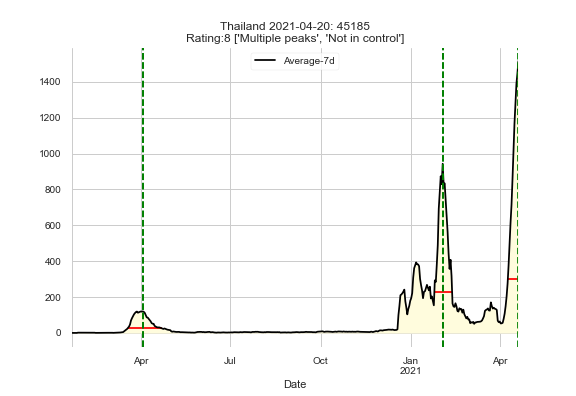 Thailand 2021-04-20: 45185
Rating:8 ['Multiple peaks', 'Not in control']
Average-7d
1400
1200
1000
800
600
400
200
0
Apr
Jul
Oct
Jan
2021
Apr
Date